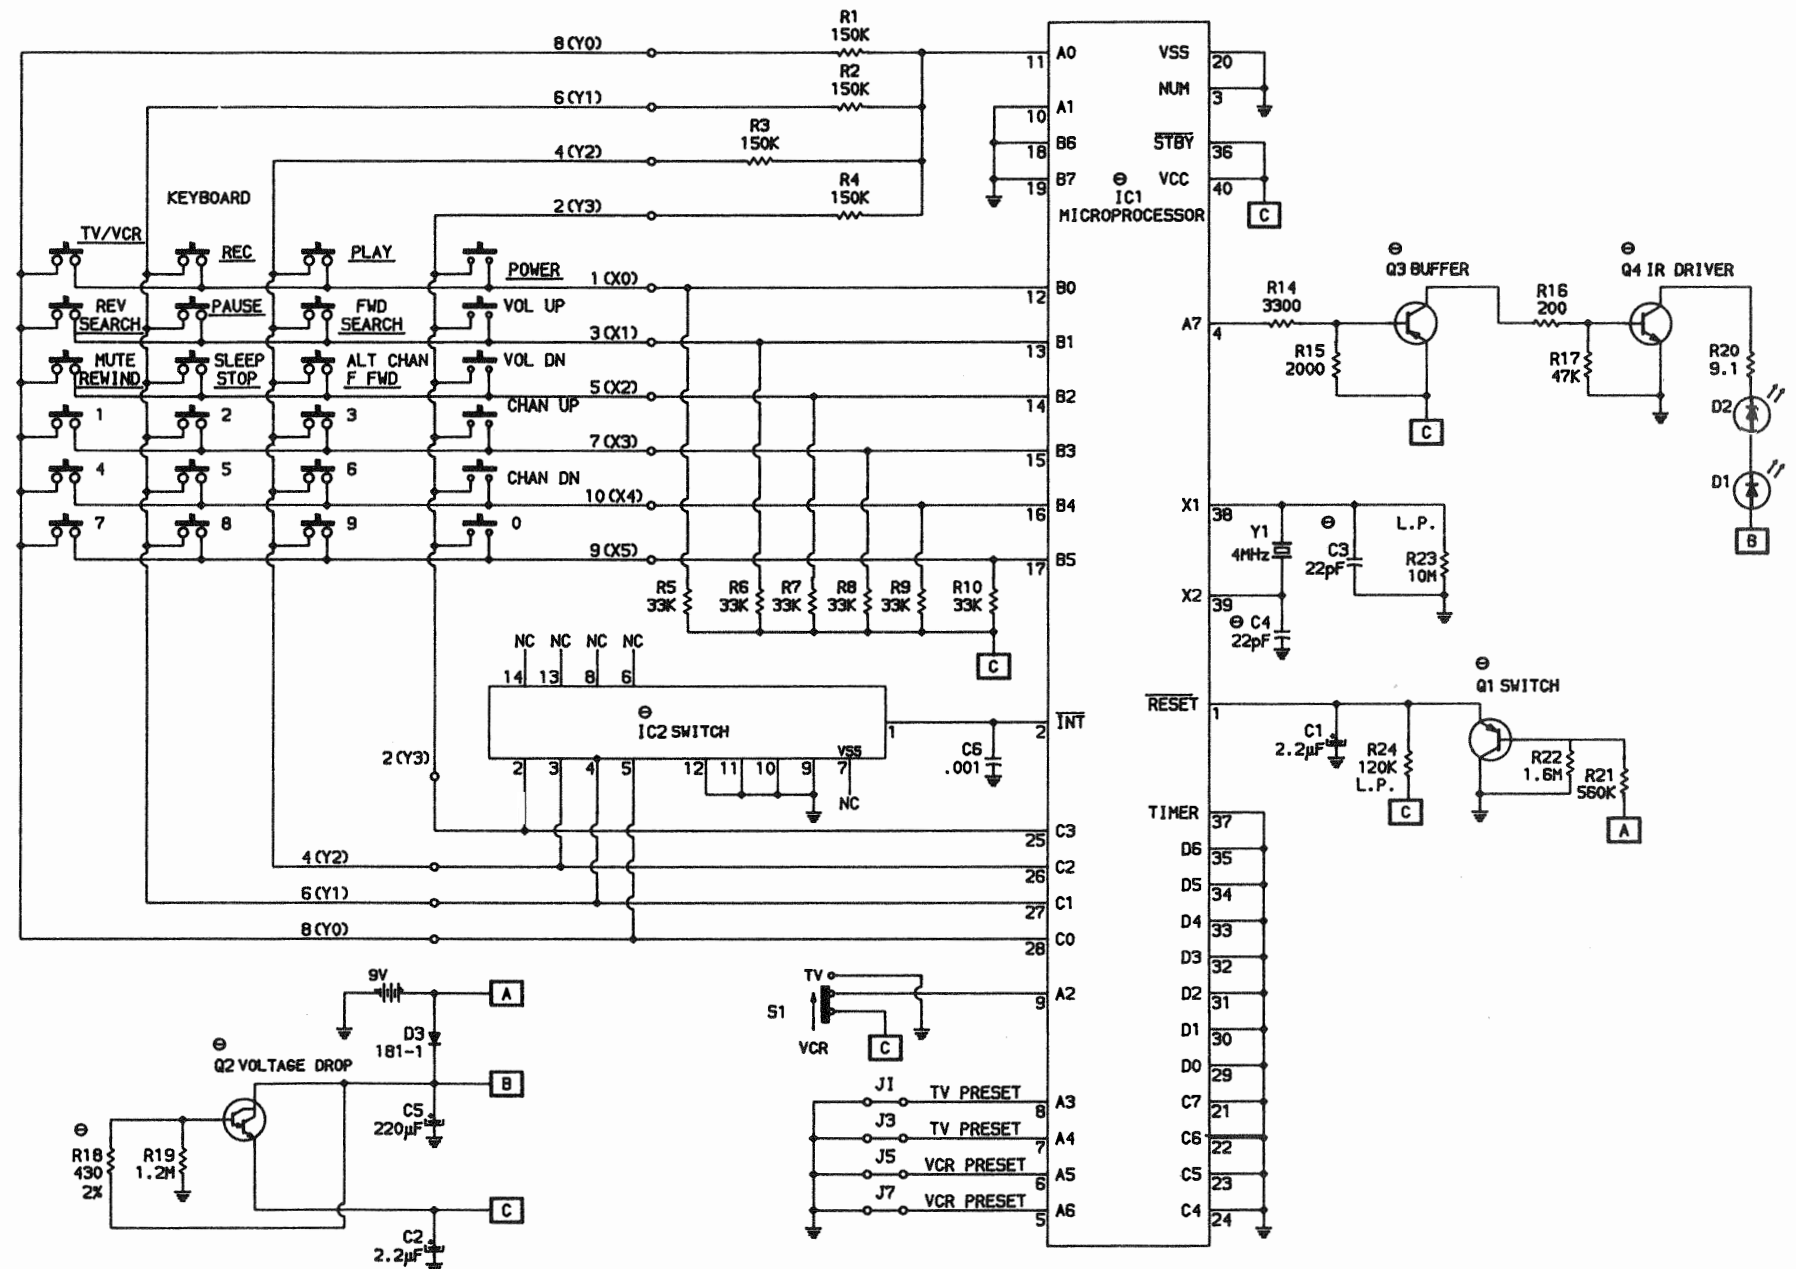 R1
150K
8 (Y0)
11
A0
VSS
20
R2
150K
NUM
3
6 (Y1)
10
A1
R3
150K
4 (Y2)
18
B6
STBY
36
19
B7
VCC
40
IC1
MICROPROCESSOR
C
R4
150K
2 (Y3)
KEYBOARD
TV/VCR
REC
PLAY
POWER
1 (X0)
12
B0
REV
SEARCH
PAUSE
FWD
SEARCH
VOL UP
3 (X1)
13
B1
MUTE
REWIND
SLEEP
STOP
ALT CHAN
F FWD
VOL DN
5 (X2)
14
B2
1
2
3
CHAN UP
7 (X3)
15
B3
4
5
6
CHAN DN
10 (X4)
16
B4
7
8
9
0
9 (X5)
17
B5
R5
33K
R6
33K
R7
33K
R8
33K
R9
33K
R10
33K
C
Q3 BUFFER
Q4 IR DRIVER
A7
4
R14
3300
R15
2000
C
R16
200
R17
47K
R20
9.1
D2
D1
B
X1
38
Y1
4MHz
C3
22pF
L.P.
R23
10M
X2
39
C4
22pF
NC
NC
NC
NC
14
13
8
6
IC2 SWITCH
1
2
INT
VSS
2
3
4
5
12
11
10
9
7
NC
C6
.001
2 (Y3)
25
C3
4 (Y2)
26
C2
6 (Y1)
27
C1
8 (Y0)
28
C0
Q1 SWITCH
RESET
1
C1
2.2µF
R24
120K
L.P.
C
R22
1.6M
R21
560K
A
TIMER
37
D6
35
D5
34
D4
33
D3
32
D2
31
D1
30
D0
29
C7
21
C6
22
C5
23
C4
24
9V
A
D3
181-1
Q2 VOLTAGE DROP
B
C5
220µF
R18
430
2%
R19
1.2M
C
C2
2.2µF
TV
S1
VCR
C
9
A2
J1
TV PRESET
8
A3
J3
TV PRESET
7
A4
J5
VCR PRESET
6
A5
J7
VCR PRESET
5
A6